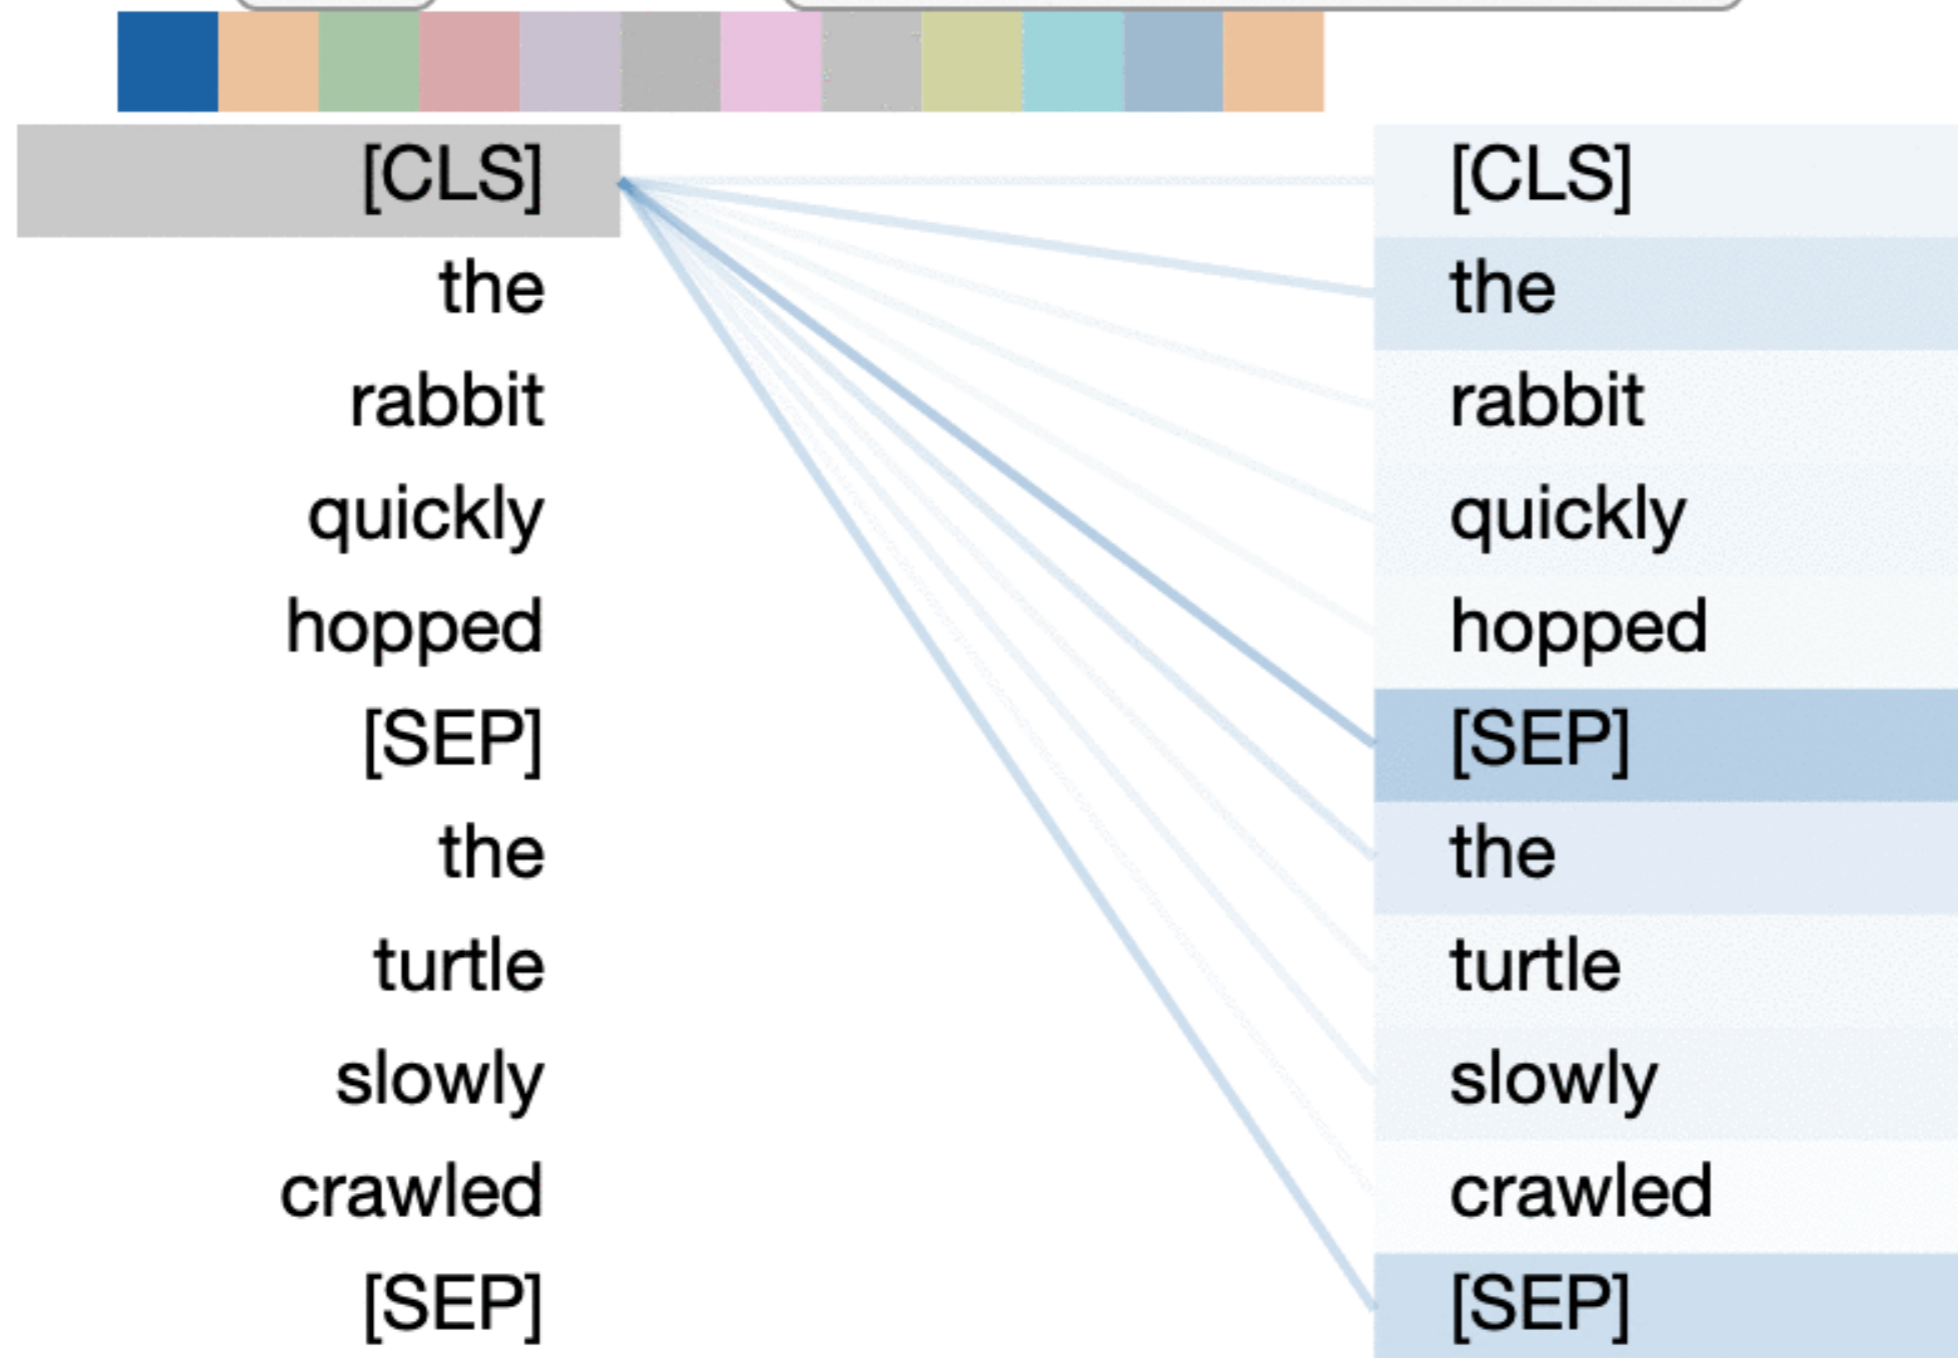 [CLS] [CLS]
the the
rabbit rabbit
quickly quickly
hopped hopped
[SEP] [SEP]
the the
turtle turtle
slowly slowly
crawled crawled
[SEP] [SEP]